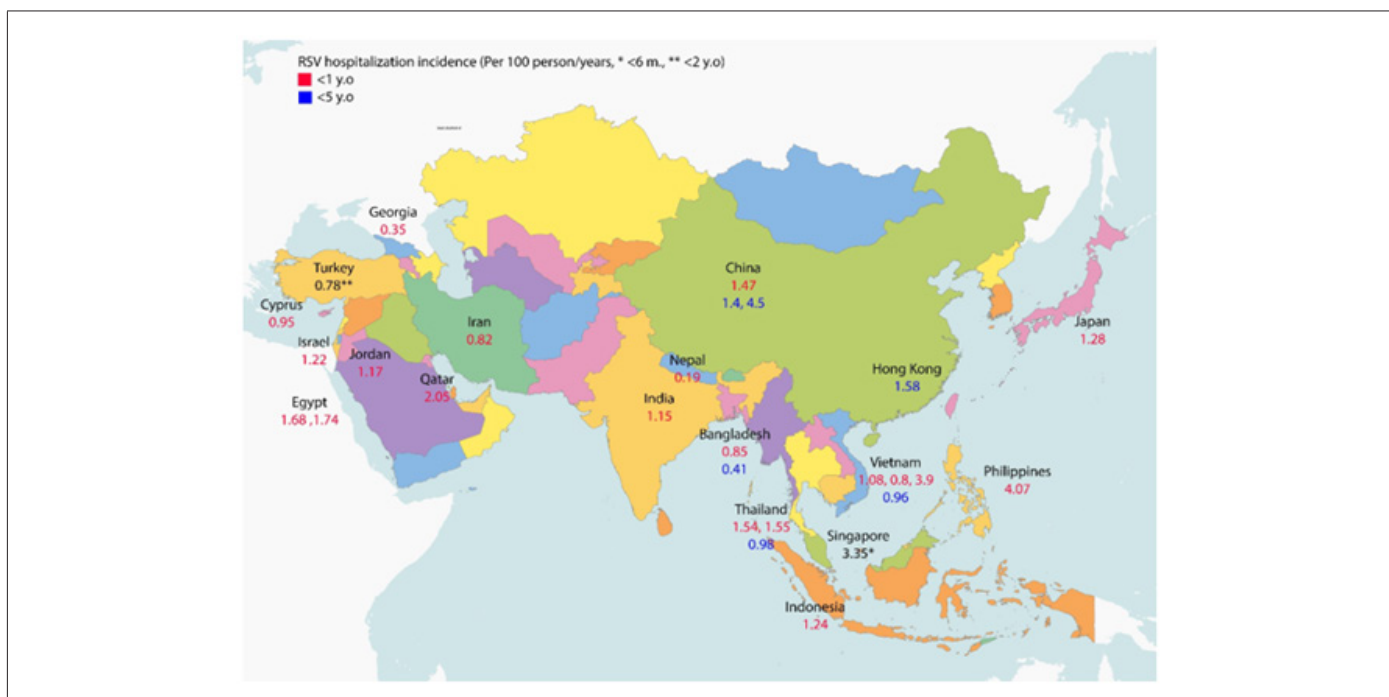 RSV hospitalization incidence (Per 100 person/years, * <6 m., ** <2 y.o)
<1 y.o
<5 y.o
Georgia
0.35
Turkey
0.78**
Cyprus
0.95
Israel
1.22
Jordan
1.17
Iran
0.82
Qatar
2.05
Egypt
1.68 ,1.74
China
1.47
1.4, 4.5
Japan
1.28
Nepal
0.19
Hong Kong
1.58
India
1.15
Bangladesh
0.85
0.41
Vietnam
1.08, 0.8, 3.9
0.96
Philippines
4.07
Thailand
1.54, 1.55
0.98
Singapore
3.35*
Indonesia
1.24